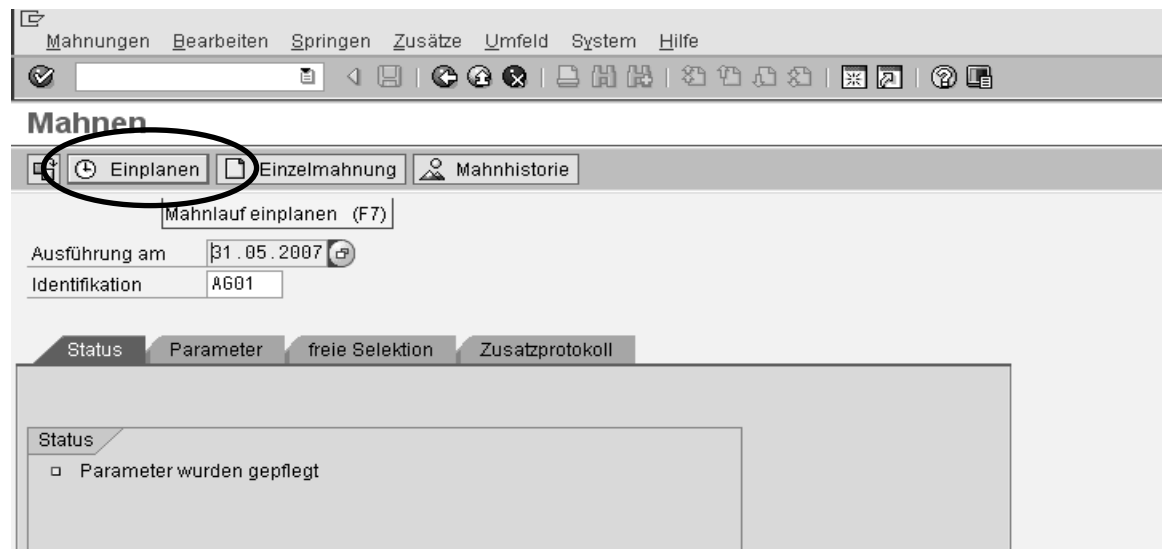 Mahnungen Bearbeiten Springen Zusätze Umfeld System Hilfe
Mahnen
Einplanen Einzelmahnung Mahnhistorie
Mahnlauf einplanen (F7)
Ausführung am 31.05.2007
Identifikation AG01
Status Parameter freie Selektion Zusatzprotokoll
Status
Parameter wurden gepflegt